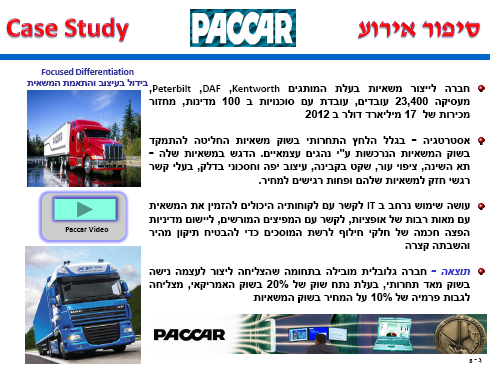 Case Study
PACCAR
סיפור אירוע
Focused Differentiation
בידול בעיצוב והתאמת המשאית
Paccar Video
חברה לייצור משאיות בעלת המותגים Kentworth, DAF, Peterbilt,
מעסיקה 23,400 עובדים, עובדת עם סוכנויות ב 100 מדינות, מחזור
מכירות של 17 מיליארד דולר ב 2012
אסטרטגיה – בגלל הלחץ התחרותי בשוק משאיות החליטה להתמקד
בשוק המשאיות הנרכשות ע"י נהגים עצמאיים. הדגש במשאיות שלה –
תא השינה, ציפוי עור, שקט בקבינה, עיצוב יפה וחסכוני בדלק, בעלי קשר
רגשי חזק למשאיות שלהם ופחות רגישים למחיר.
עושה שימוש נרחב ב IT לקשר עם לקוחותיה היכולים להזמין את המשאית
עם מאות רבות של אופציות, לקשר עם המפיצים המורשים, ליישום מדיניות
הפצה חכמה של חלקי חילוף לרשת המוסכים כדי להבטיח תיקון מהיר
והשבתה קצרה
תוצאה – חברה גלובלית מובילה בתחומה שהצליחה ליצור לעצמה נישה
בשוק מאד תחרותי, בעלת נתח שוק של 20% בשוק האמריקאי, מצליחה
לגבות פרמיה של 10% על המחיר בשוק המשאיות
PACCAR
ג - 8